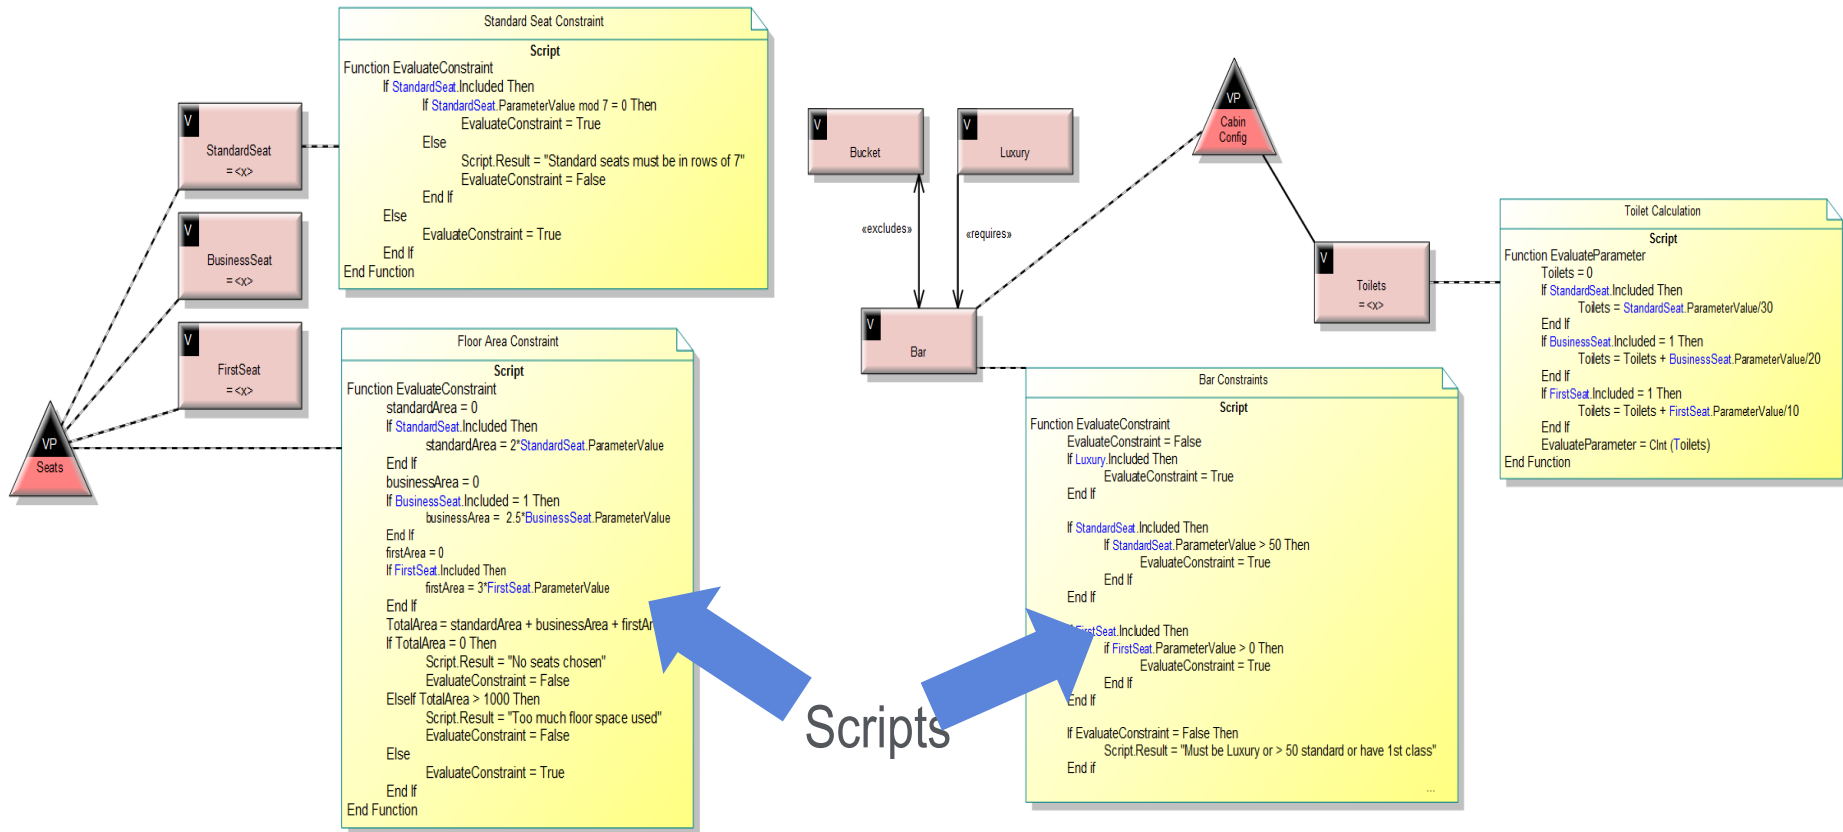 Standard Seat Constraint
Script
Function EvaluateConstraint
If StandardSeat.Included Then
If StandardSeat.ParameterValue mod 7 = 0 Then
EvaluateConstraint = True
Else
Script.Result = "Standard seats must be in rows of 7"
EvaluateConstraint = False
End If
Else
EvaluateConstraint = True
End If
End Function
V
StandardSeat
= <x>
V
BusinessSeat
= <x>
V
FirstSeat
= <x>
VP
Seats
Floor Area Constraint
Script
Function EvaluateConstraint
standardArea = 0
If StandardSeat.Included Then
standardArea = 2*StandardSeat.ParameterValue
End If
businessArea = 0
If BusinessSeat.Included = 1 Then
businessArea = 2.5*BusinessSeat.ParameterValue
End If
firstArea = 0
If FirstSeat.Included Then
firstArea = 3*FirstSeat.ParameterValue
End If
TotalArea = standardArea + businessArea +
If TotalArea = 0 Then
Script.Result = "No seats chosen"
EvaluateConstraint = False
ElseIf TotalArea > 1000 Then
Script.Result = "Too much floor space used"
EvaluateConstraint = False
Else
EvaluateConstraint = True
End If
End Function
Scripts
V
Bucket
V
Luxury
«excludes»
«requires»
V
Bar
VP
Cabin
Config
V
Toilets
= <x>
Bar Constraints
Script
Function EvaluateConstraint
EvaluateConstraint = False
If Luxury.Included Then
EvaluateConstraint = True
End If
If StandardSeat.Included Then
If StandardSeat.ParameterValue > 50 Then
EvaluateConstraint = True
End If
End If
FirstSeat.Included Then
if FirstSeat.ParameterValue > 0 Then
EvaluateConstraint = True
End If
End If
If EvaluateConstraint = False Then
Script.Result = "Must be Luxury or > 50 standard or have 1st class"
End if
...
Toilet Calculation
Script
Function EvaluateParameter
Toilets = 0
If StandardSeat.Included Then
Toilets = StandardSeat.ParameterValue/30
End If
If BusinessSeat.Included = 1 Then
Toilets = Toilets + BusinessSeat.ParameterValue/20
End If
If FirstSeat.Included = 1 Then
Toilets = Toilets + FirstSeat.ParameterValue/10
End If
EvaluateParameter = CInt (Toilets)
End Function